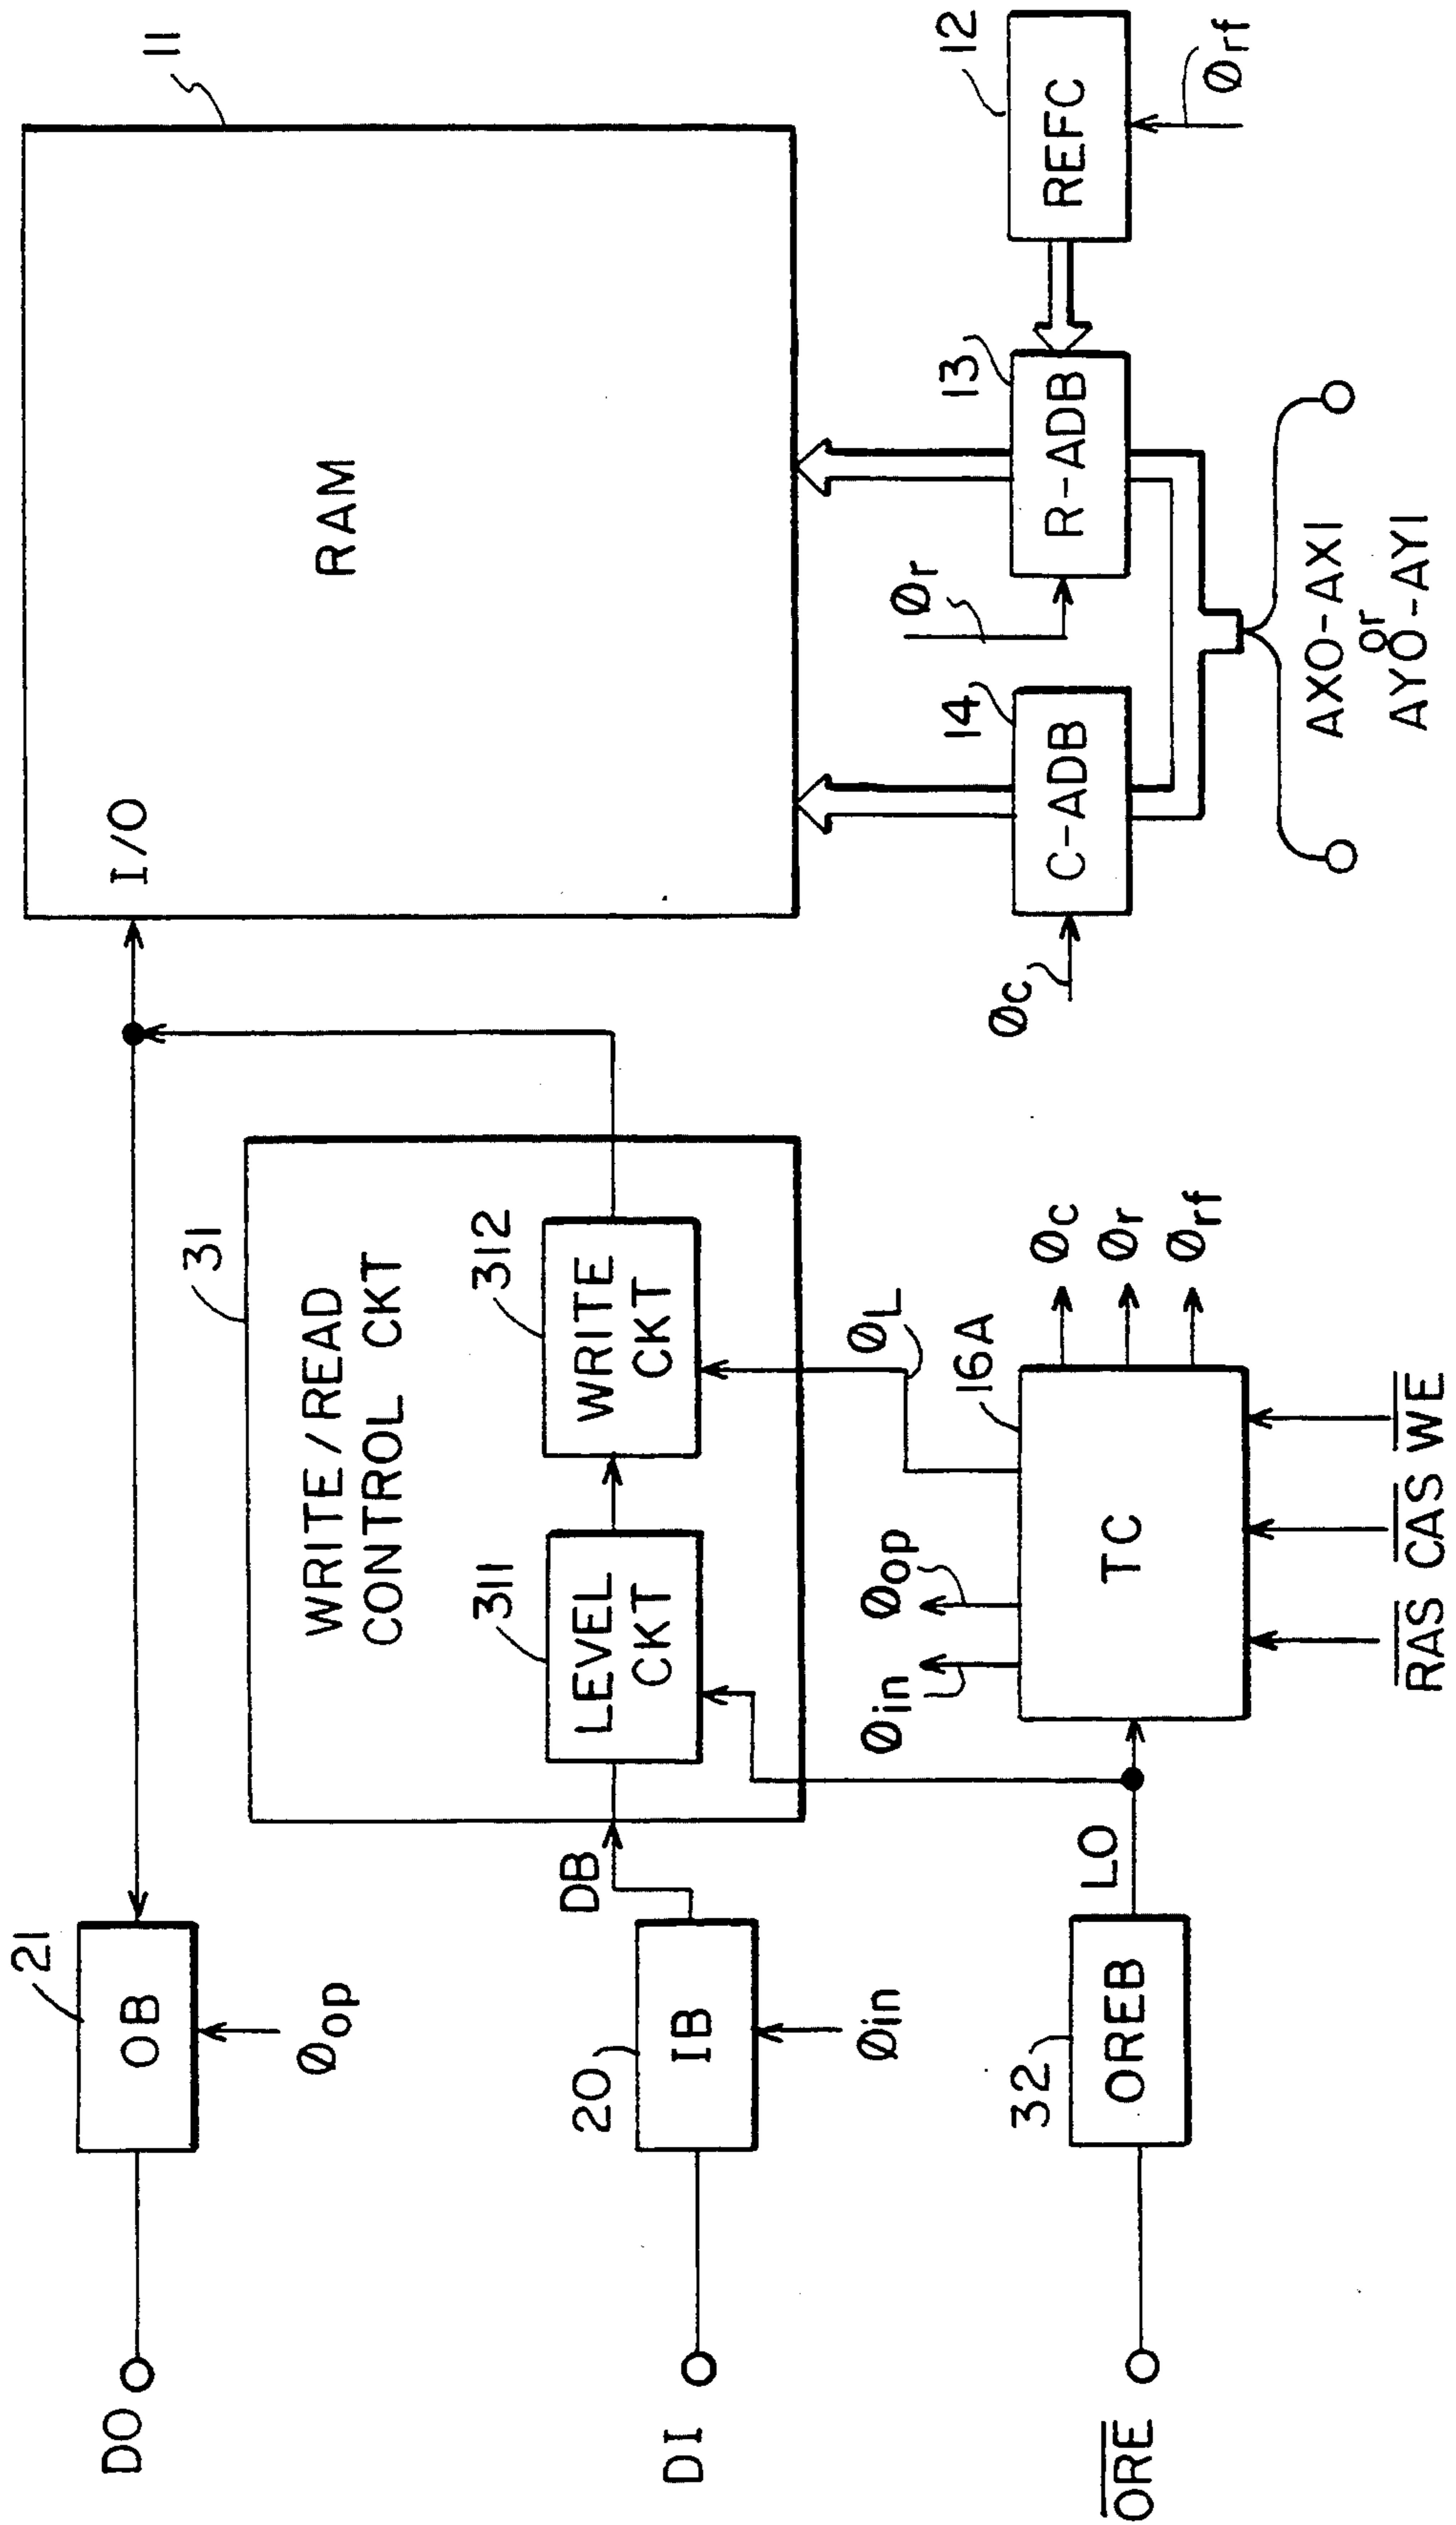 DO
21
OB
Øop
I/O
RAM
11
31
WRITE/READ
CONTROL CKT
DI
20
IB
Øin
DB
311
LEVEL
CKT
312
WRITE
CKT
ØL
ORE
32
OREB
LO
Øin
Øop
16A
TC
RAS CAS WE
Øc
Ør
Ørf
Øc
14
C-ADB
Ør
13
R-ADB
12
REFC
Ørf
AX0-AX1
or
AY0-AY1